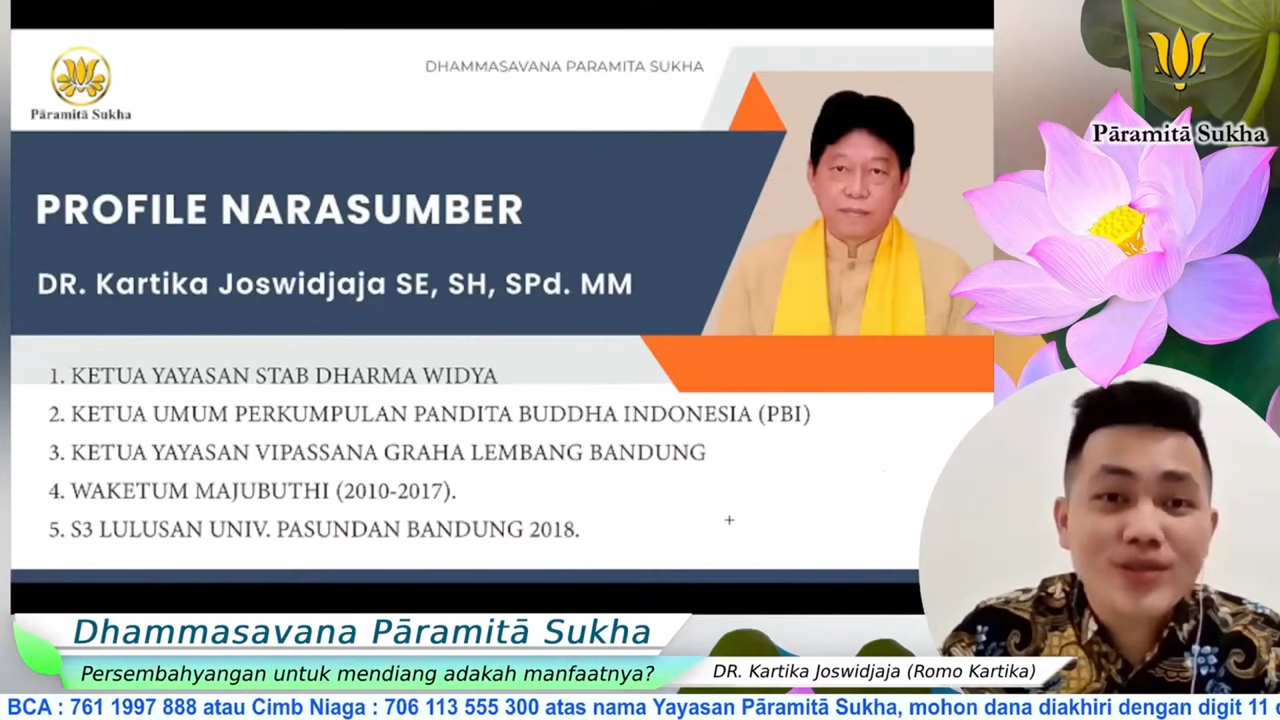 DHAMMASAVANA PARAMITA SUKHA
Pāramitā Sukha
Pāramitā Sukha
PROFILE NARASUMBER
DR. Kartika Joswidjaja SE, SH, SPd. MM
1. KETUA YAYASAN STAB DHARMA WIDYA
2. KETUA UMUM PERKUMPULAN PANDITA BUDDHA INDONESIA (PBI)
3. KETUA YAYASAN VIPASSANA GRAHA LEMBANG BANDUNG
4. WAKETUM MAJUBUTHI (2010-2017).
5. S3 LULUSAN UNIV. PASUNDAN BANDUNG 2018.
Dhammasavana Pāramitā Sukha
Persembahyangan untuk mendiang adakah manfaatnya?
DR. Kartika Joswidjaja (Romo Kartika)
BCA : 761 1997 888 atau Cimb Niaga : 706 113 555 300 atas nama Yayasan Pāramitā Sukha, mohon dana diakhiri dengan digit 11